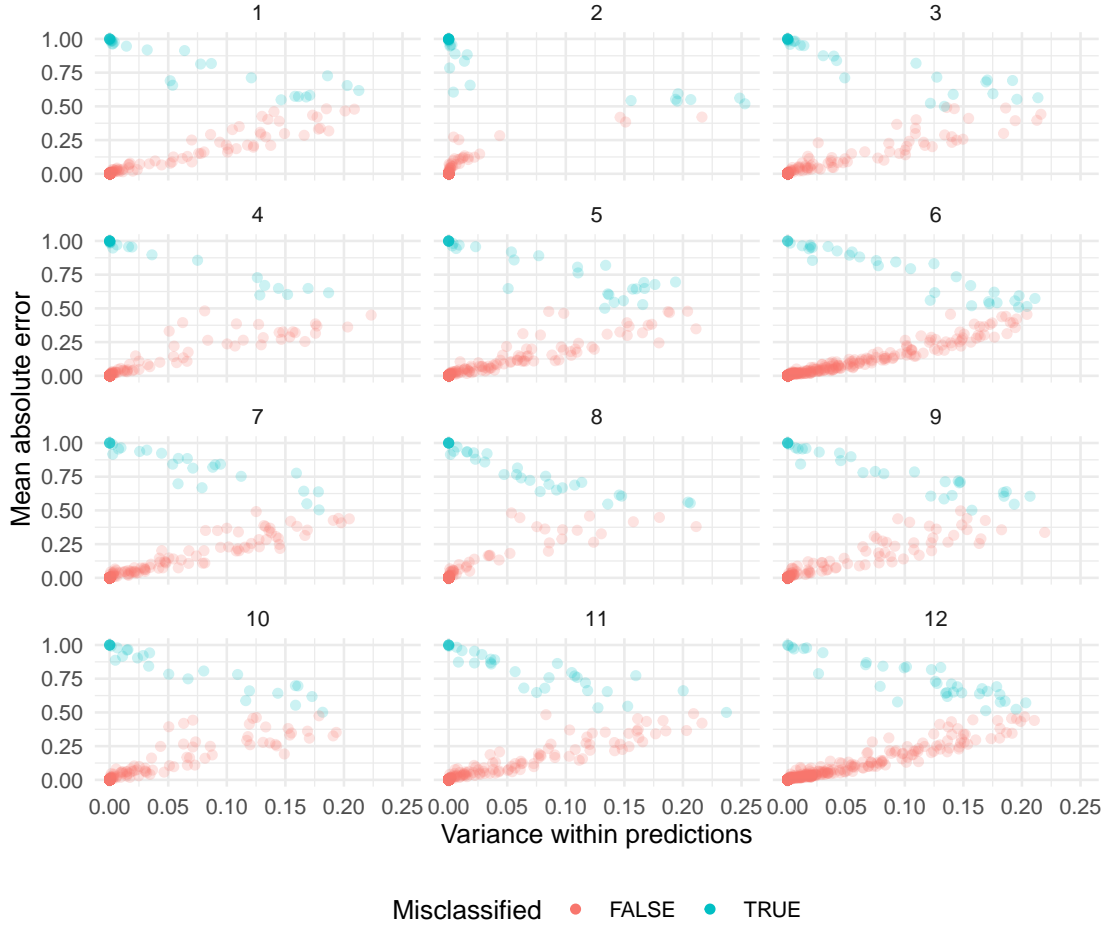 1 2 3
1.00
0.75
0.50
0.25
0.00
4 5 6
1.00
0.75
0.50
0.25
0.00
7 8 9
1.00
0.75
0.50
0.25
0.00
10 11 12
1.00
0.75
0.50
0.25
0.00
0.00 0.05 0.10 0.15 0.20 0.25 0.00 0.05 0.10 0.15 0.20 0.25 0.00 0.05 0.10 0.15 0.20 0.25
Mean absolute error
Variance within predictions
Misclassified FALSE TRUE